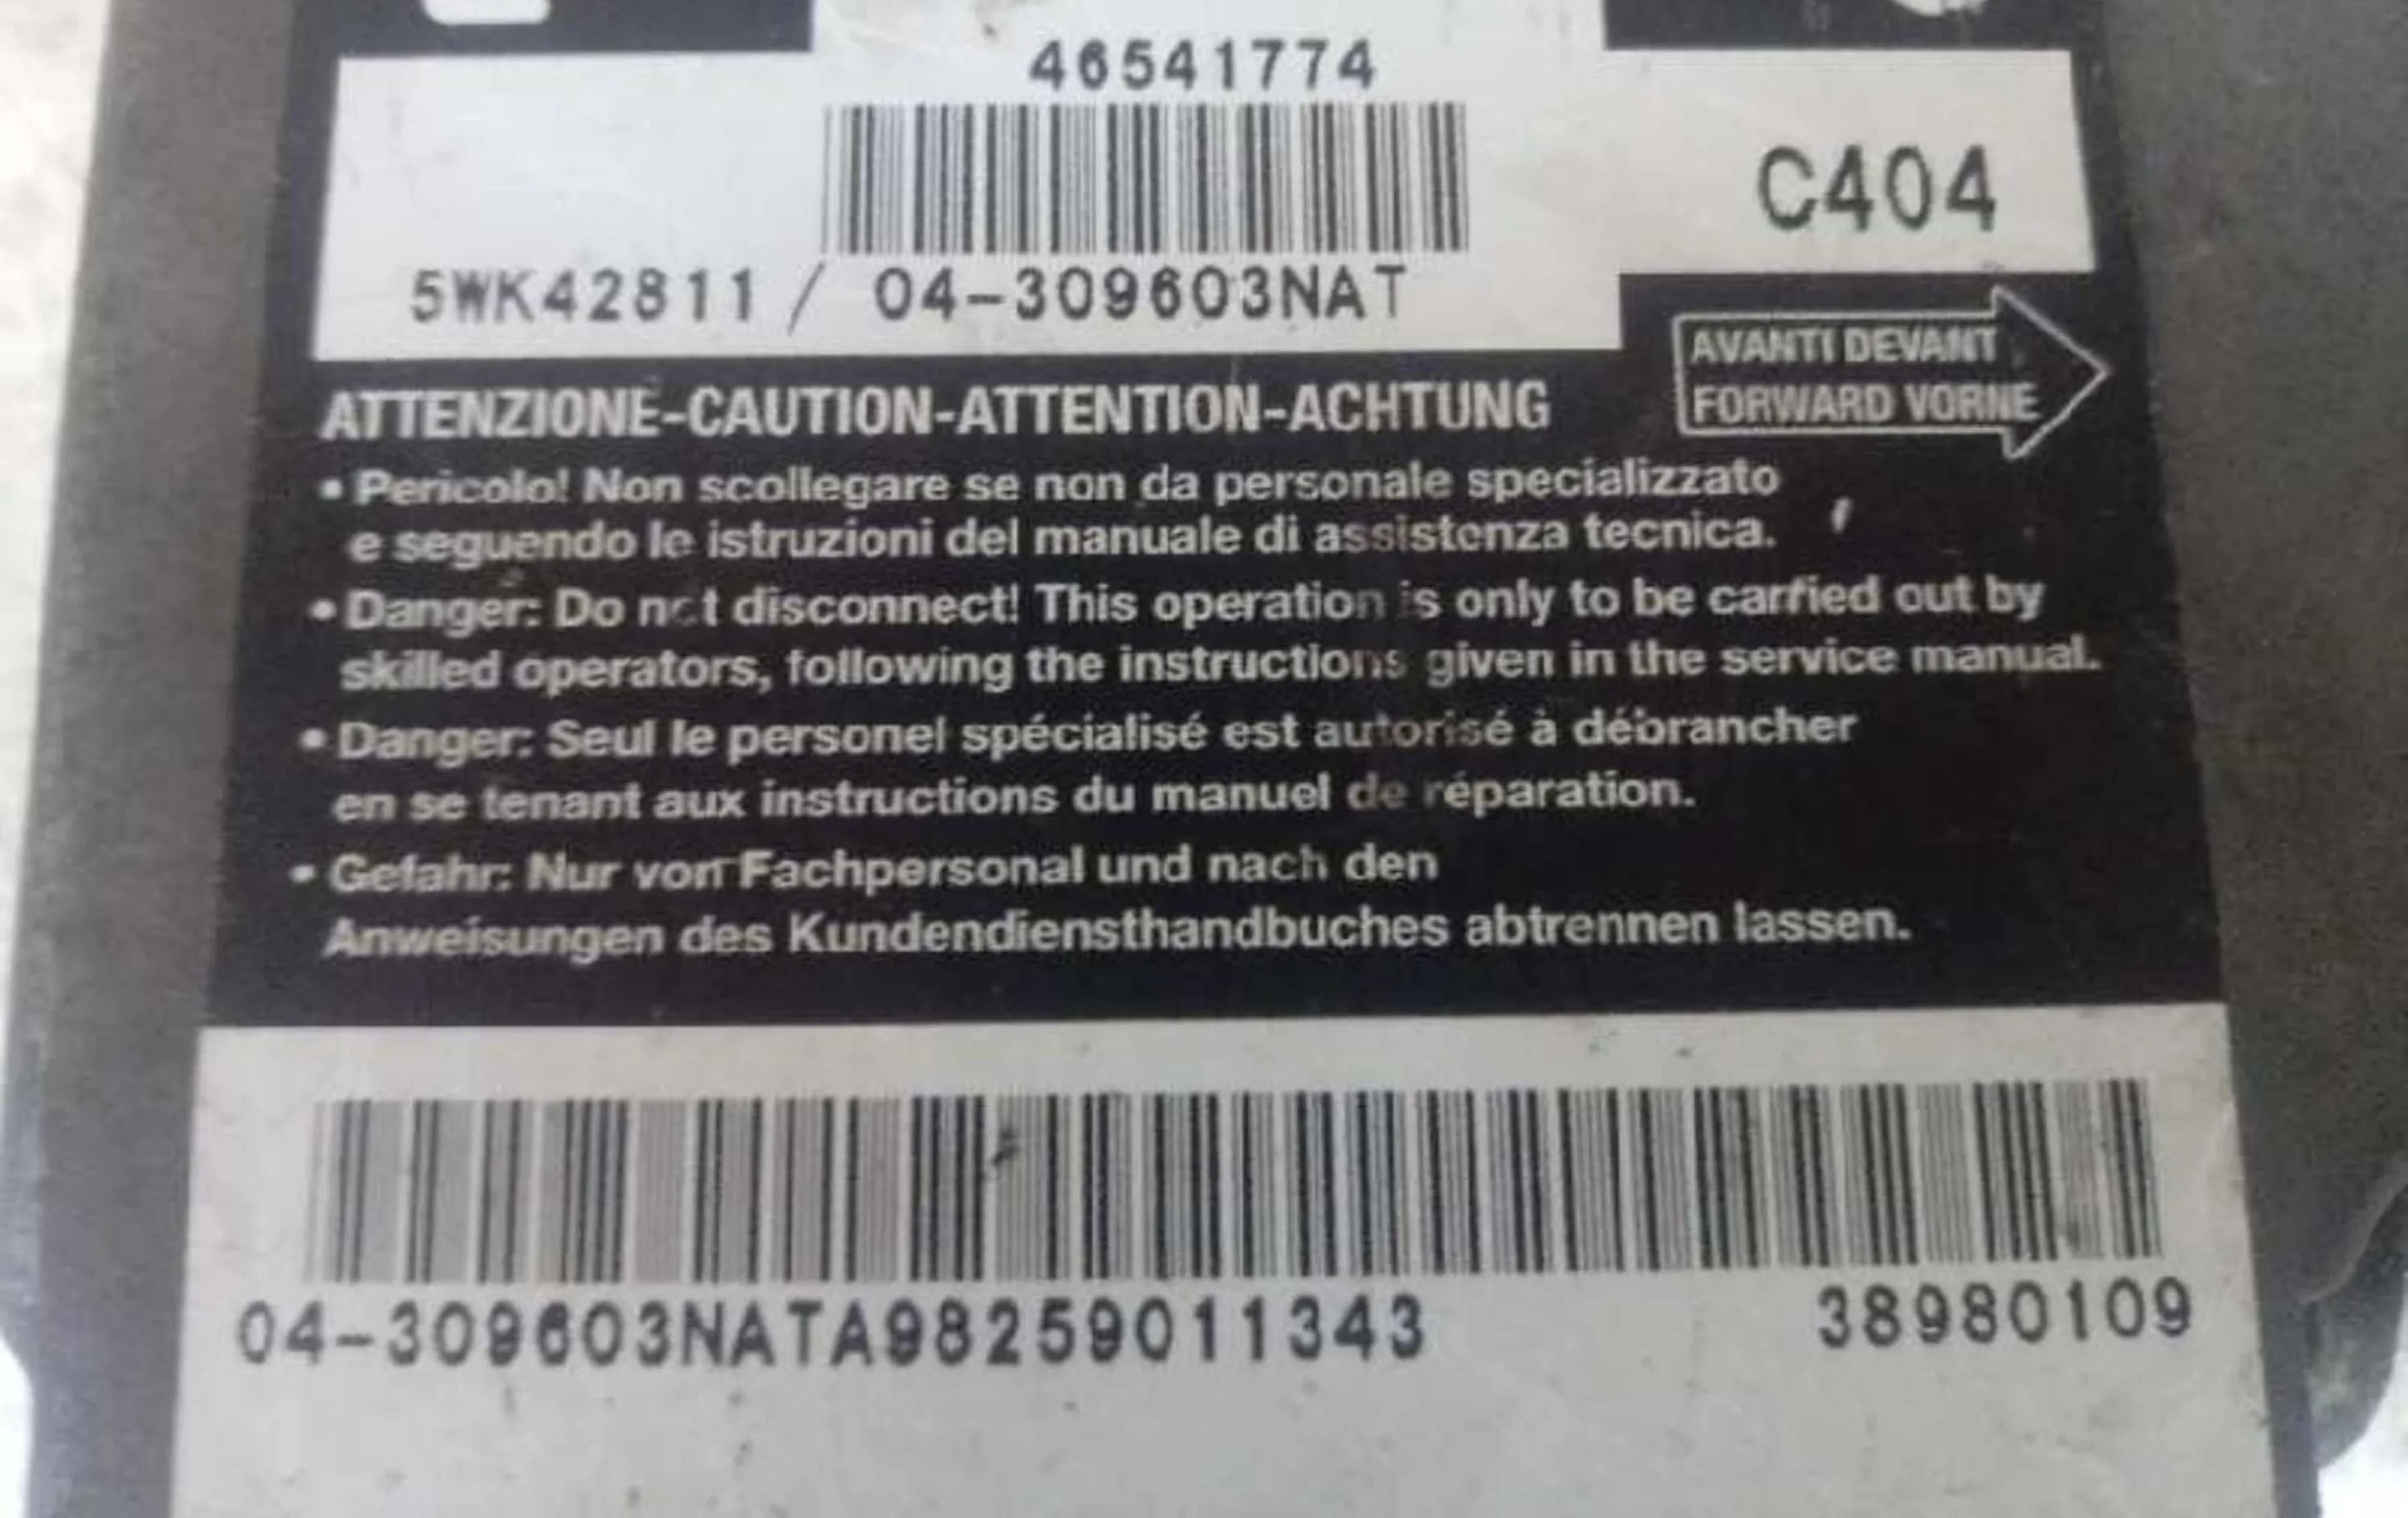 46541774
C404
5WK42811 / 04-309603NAT
AVANTI DEVANT
FORWARD VORNE
ATTENZIONE-CAUTION-ATTENTION-ACHTUNG
• Pericolo! Non scollegare se non da personale specializzato
e seguendo le istruzioni del manuale di assistenza tecnica.
• Danger: Do not disconnect! This operation is only to be carried out by
skilled operators, following the instructions given in the service manual.
• Danger: Seul le personel spécialisé est autorisé à débrancher
en se tenant aux instructions du manuel de réparation.
• Gefahr: Nur von Fachpersonal und nach den
Anweisungen des Kundendiensthandbuches abtrennen lassen.
04-309603NATA98259011343 38980109